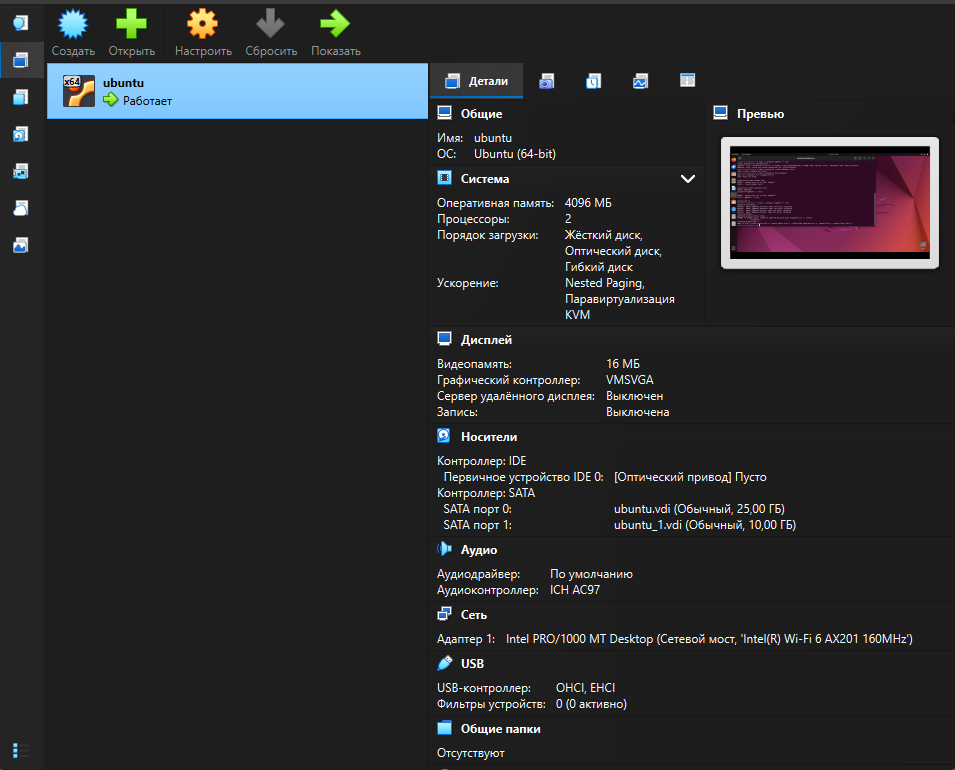 Создать
Открыть
Настроить
Сбросить
Показать
x64
ubuntu
Работает
Детали
Общие
Имя: ubuntu
ОС: Ubuntu (64-bit)
Система
Оперативная память: 4096 МБ
Процессоры: 2
Порядок загрузки: Жёсткий диск,
Оптический диск,
Гибкий диск
Ускорение: Nested Paging,
Паравиртуализация
KVM
Превью
Дисплей
Видеопамять: 16 МБ
Графический контроллер: VMSVGA
Сервер удалённого дисплея: Выключен
Запись: Выключена
Носители
Контроллер: IDE
Первичное устройство IDE 0: [Оптический привод] Пусто
Контроллер: SATA
SATA порт 0: ubuntu.vdi (Обычный, 25,00 ГБ)
SATA порт 1: ubuntu_1.vdi (Обычный, 10,00 ГБ)
Аудио
Аудиодрайвер: По умолчанию
Аудиоконтроллер: ICH AC97
Сеть
Адаптер 1: Intel PRO/1000 MT Desktop (Сетевой мост, 'Intel(R) Wi-Fi 6 AX201 160MHz')
USB
USB-контроллер: OHCI, EHCI
Фильтры устройств: 0 (0 активно)
Общие папки
Отсутствуют